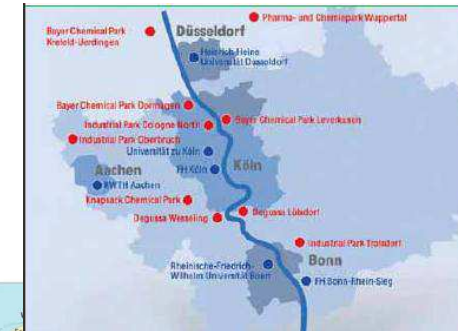 Pharma- und Chemiepark Wuppertal
Bayer Chemical Park
Krefeld-Uerdingen
Düsseldorf
Heinrich-Heine
Universität Düsseldorf
Bayer Chemical Park Dormagen
Industrial Park Cologne North
Bayer Chemical Park Leverkusen
Industrial Park Oberbruch
Universität zu Köln
Köln
Aachen
FH Köln
RWTH Aachen
Knapsack Chemical Park
Degussa Wesseling
Degussa Lülsdorf
Industrial Park Troisdorf
Bonn
Rheinische-Friedrich-
Wilhelm Universität Bonn
FH Bonn-Rhein-Sieg